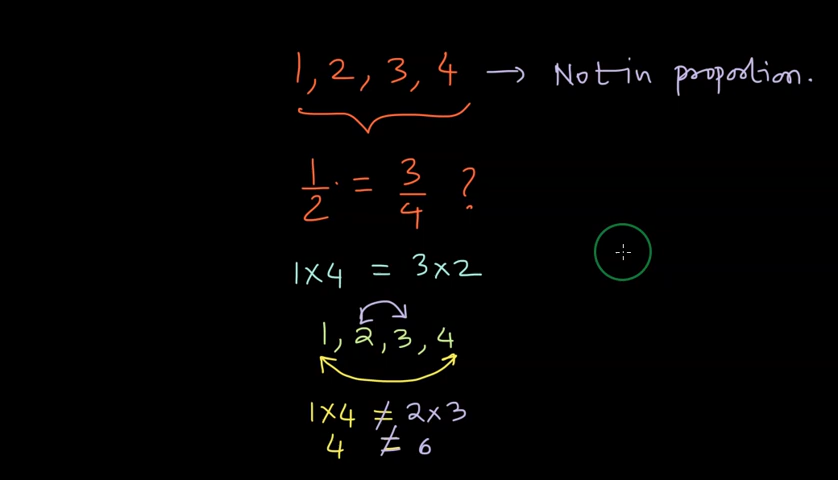 1, 2, 3, 4 → Not in proportion.
1/2 = 3/4 ?
1×4 = 3×2
1, 2, 3, 4
1×4 ≠ 2×3
4 ≠ 6